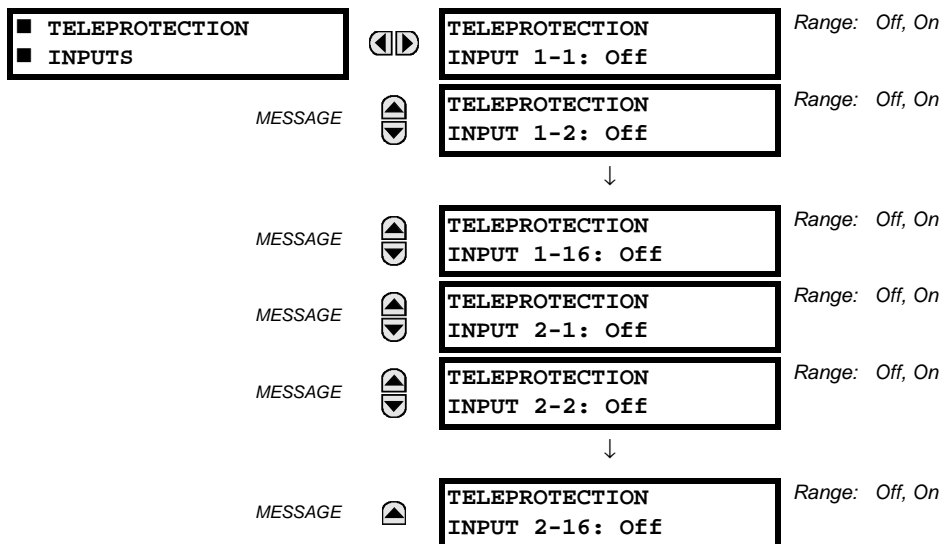 ■ TELEPROTECTION
■ INPUTS
TELEPROTECTION
INPUT 1-1: Off
Range: Off, On
MESSAGE
TELEPROTECTION
INPUT 1-2: Off
Range: Off, On
↓
MESSAGE
TELEPROTECTION
INPUT 1-16: Off
Range: Off, On
MESSAGE
TELEPROTECTION
INPUT 2-1: Off
Range: Off, On
MESSAGE
TELEPROTECTION
INPUT 2-2: Off
Range: Off, On
↓
MESSAGE
TELEPROTECTION
INPUT 2-16: Off
Range: Off, On